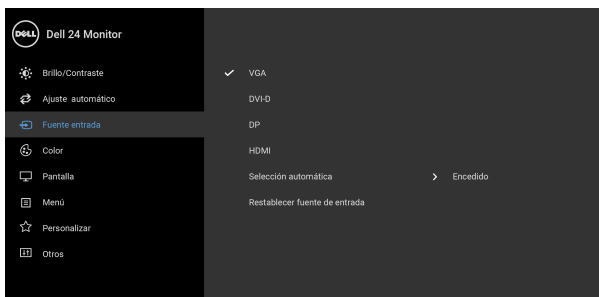 DELL Dell 24 Monitor
Brillo/Contraste
Ajuste automático
Fuente entrada
Color
Pantalla
Menú
Personalizar
Otros
VGA
DVI-D
DP
HDMI
Selección automática Encedido
Restablecer fuente de entrada